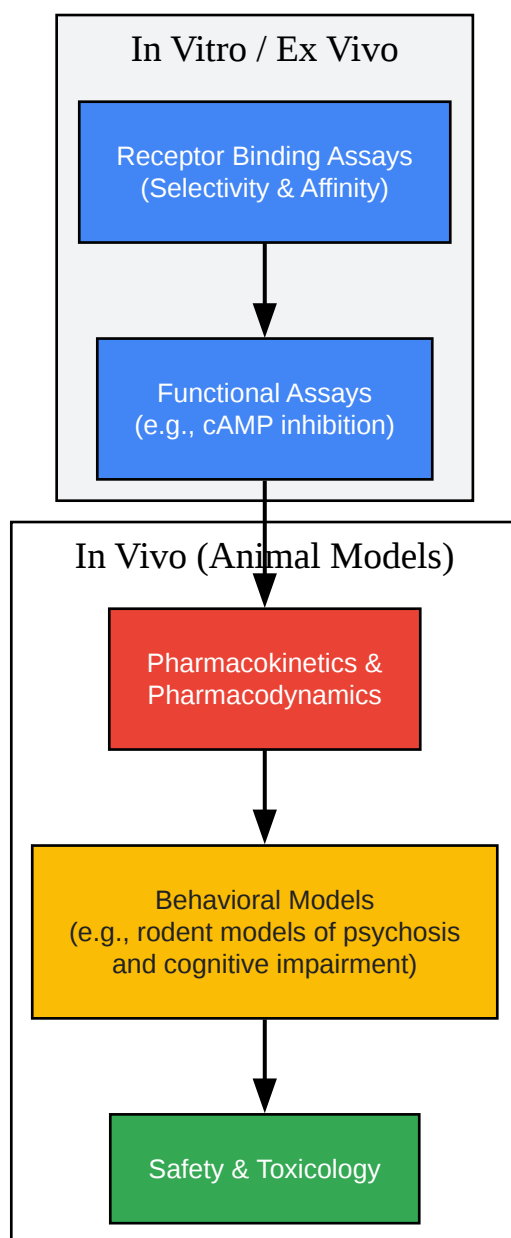 In Vitro / Ex Vivo
Receptor Binding Assays
(Selectivity & Affinity)
Functional Assays
(e.g., cAMP inhibition)
In Vivo (Animal Models)
Pharmacokinetics &
Pharmacodynamics
Behavioral Models
(e.g., rodent models of psychosis
and cognitive impairment)
Safety & Toxicology